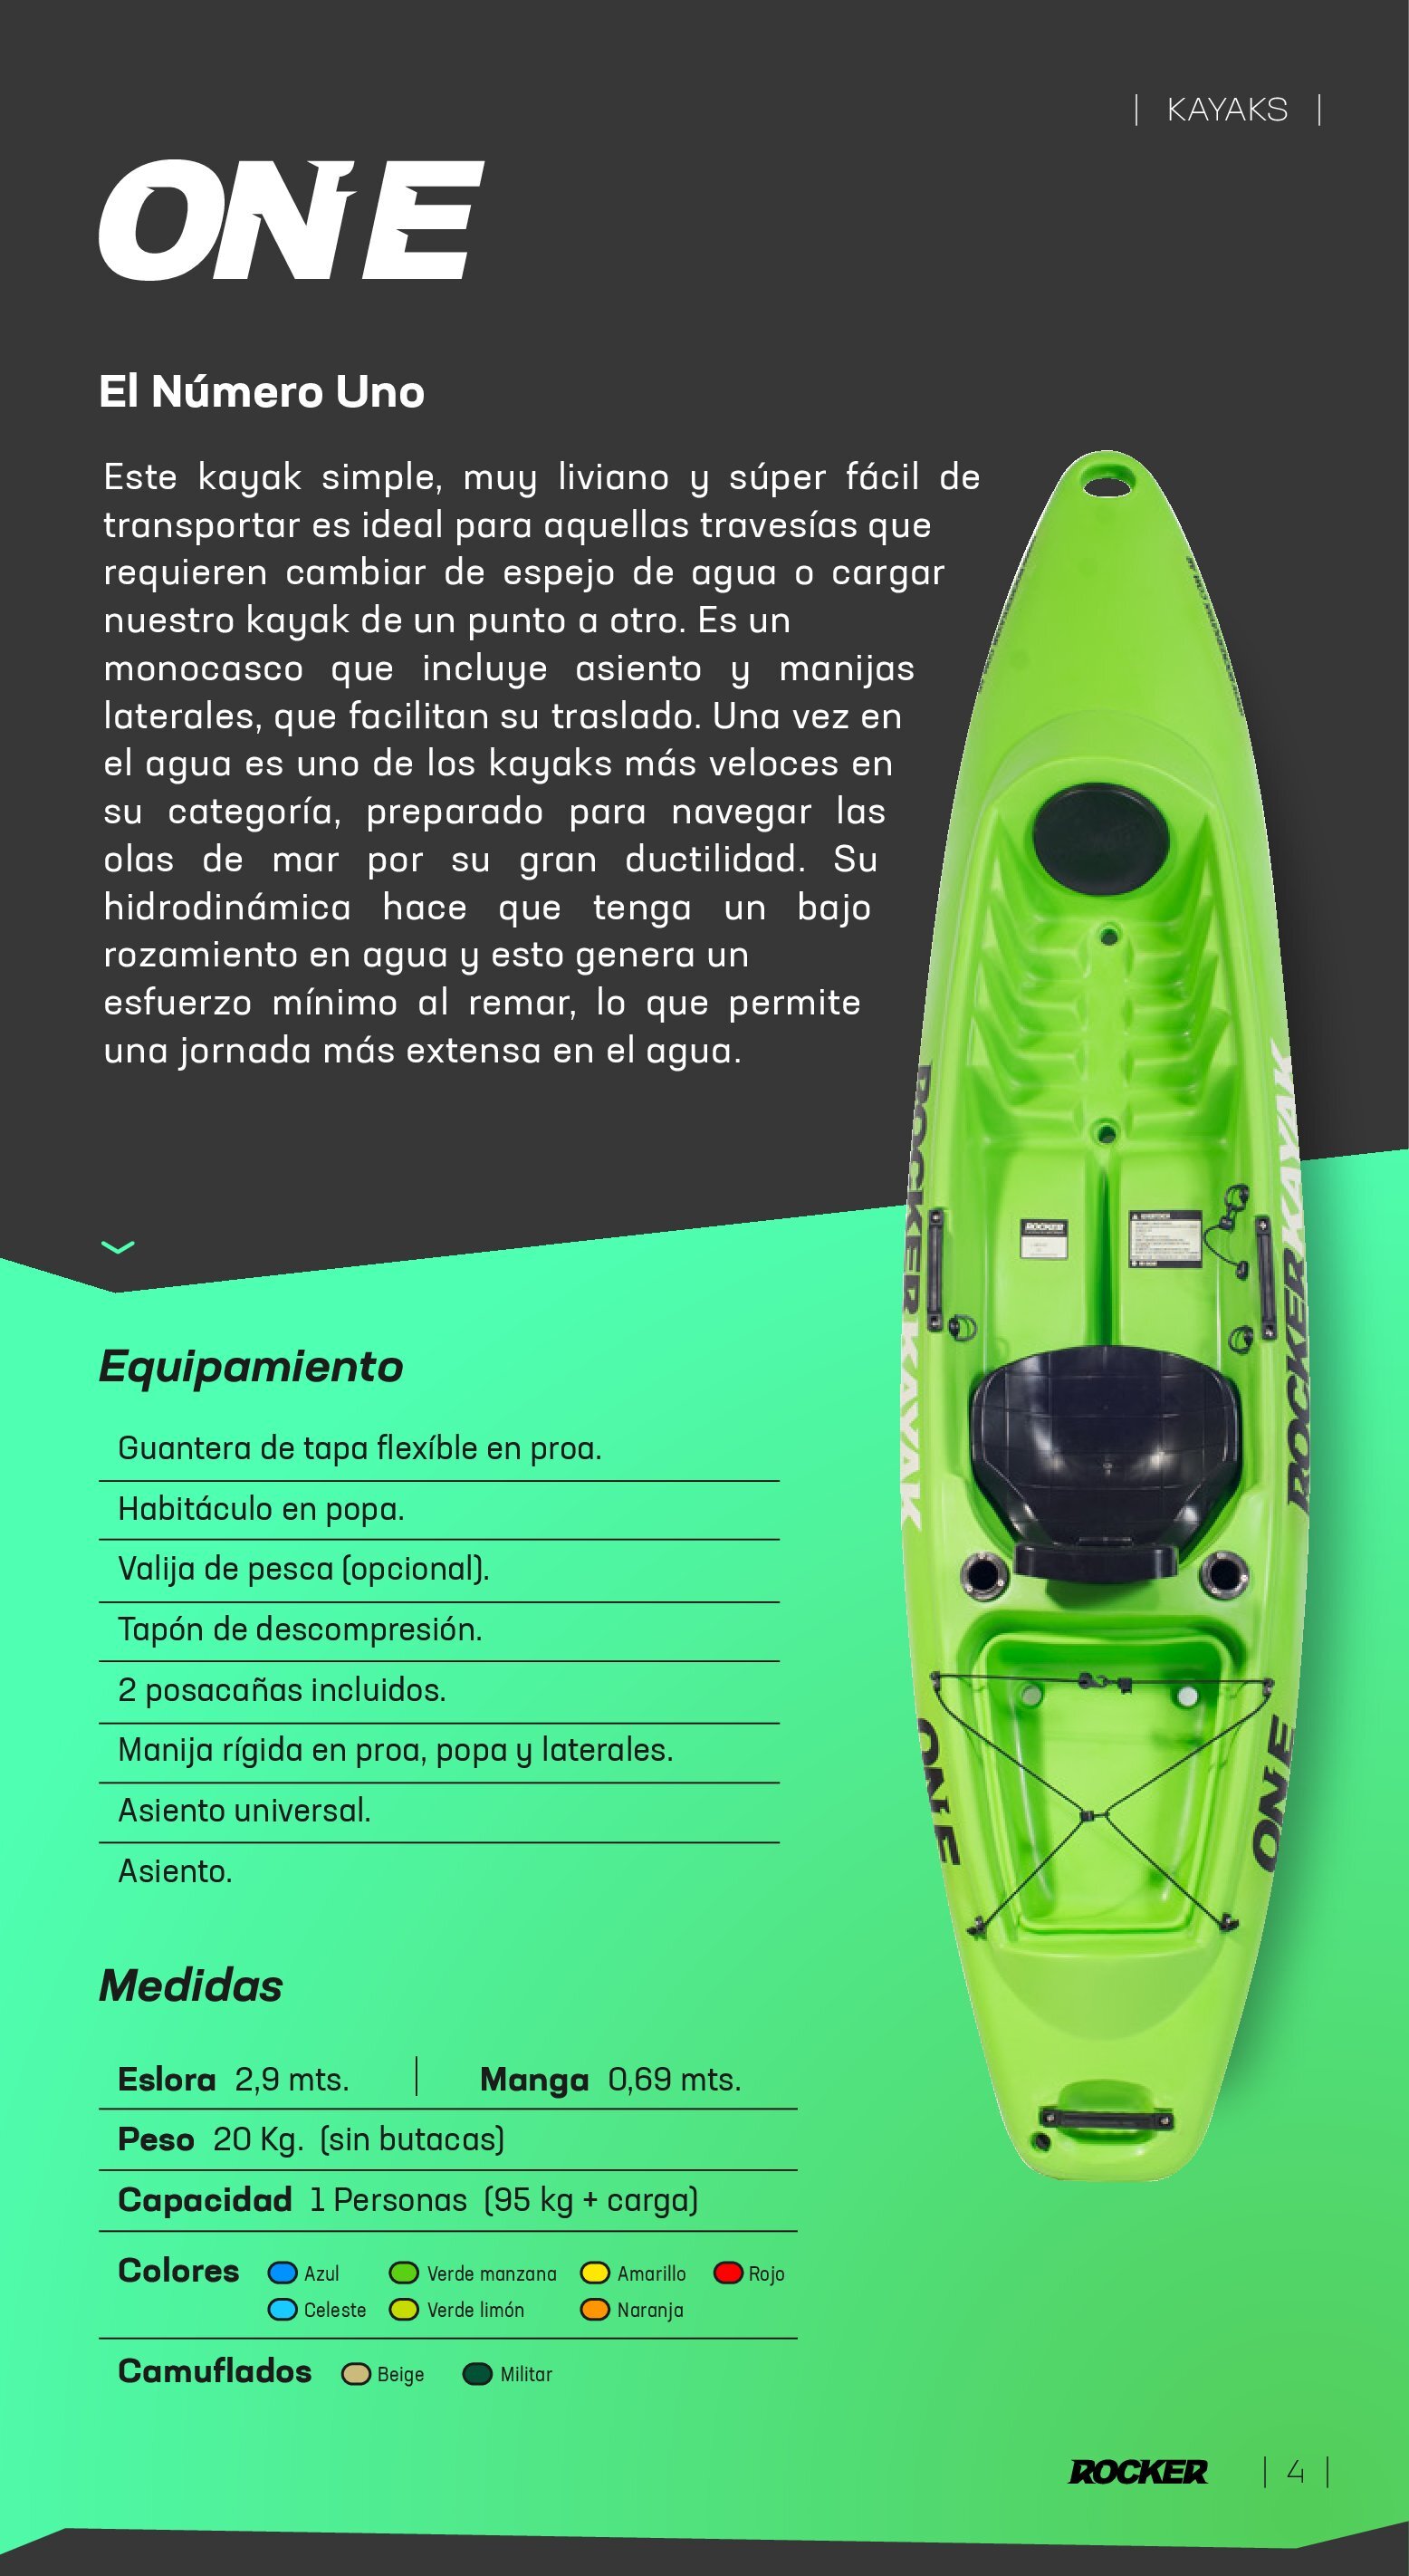 | KAYAKS |
ONE
El Número Uno
Este kayak simple, muy liviano y súper fácil de
transportar es ideal para aquellas travesías que
requieren cambiar de espejo de agua o cargar
nuestro kayak de un punto a otro. Es un
monocasco que incluye asiento y manijas
laterales, que facilitan su traslado. Una vez en
el agua es uno de los kayaks más veloces en
su categoría, preparado para navegar las
olas de mar por su gran ductilidad. Su
hidrodinámica hace que tenga un bajo
rozamiento en agua y esto genera un
esfuerzo mínimo al remar, lo que permite
una jornada más extensa en el agua.
ROCKER KAYAK
ROCKER KAYAK
ROCKER
ADVERTENCIA
ONE
ONE
Equipamiento
Guantera de tapa flexíble en proa.
Habitáculo en popa.
Valija de pesca (opcional).
Tapón de descompresión.
2 posacañas incluidos.
Manija rígida en proa, popa y laterales.
Asiento universal.
Asiento.
Medidas
Eslora 2,9 mts. | Manga 0,69 mts.
Peso 20 Kg. (sin butacas)
Capacidad 1 Personas (95 kg + carga)
Colores Azul Verde manzana Amarillo Rojo
Celeste Verde limón Naranja
Camuflados Beige Militar
ROCKER | 4 |